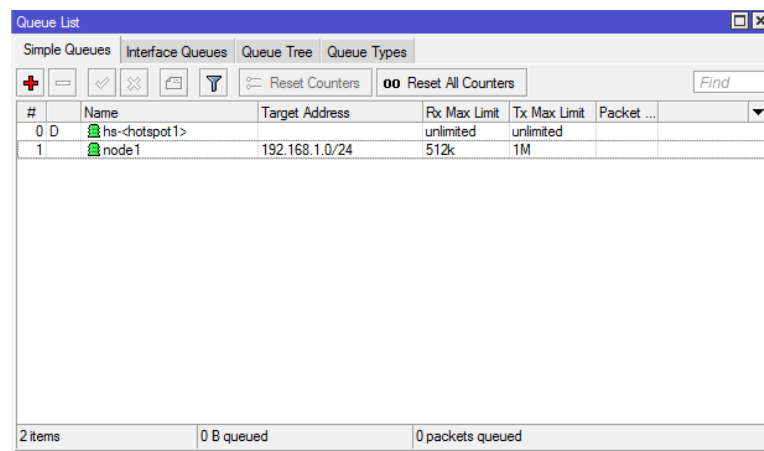 Queue List
Simple Queues Interface Queues Queue Tree Queue Types
Reset Counters 00 Reset All Counters Find
# Name Target Address Rx Max Limit Tx Max Limit Packet ...
0 D hs-<hotspot1> unlimited unlimited
1 node1 192.168.1.0/24 512k 1M
2 items 0 B queued 0 packets queued